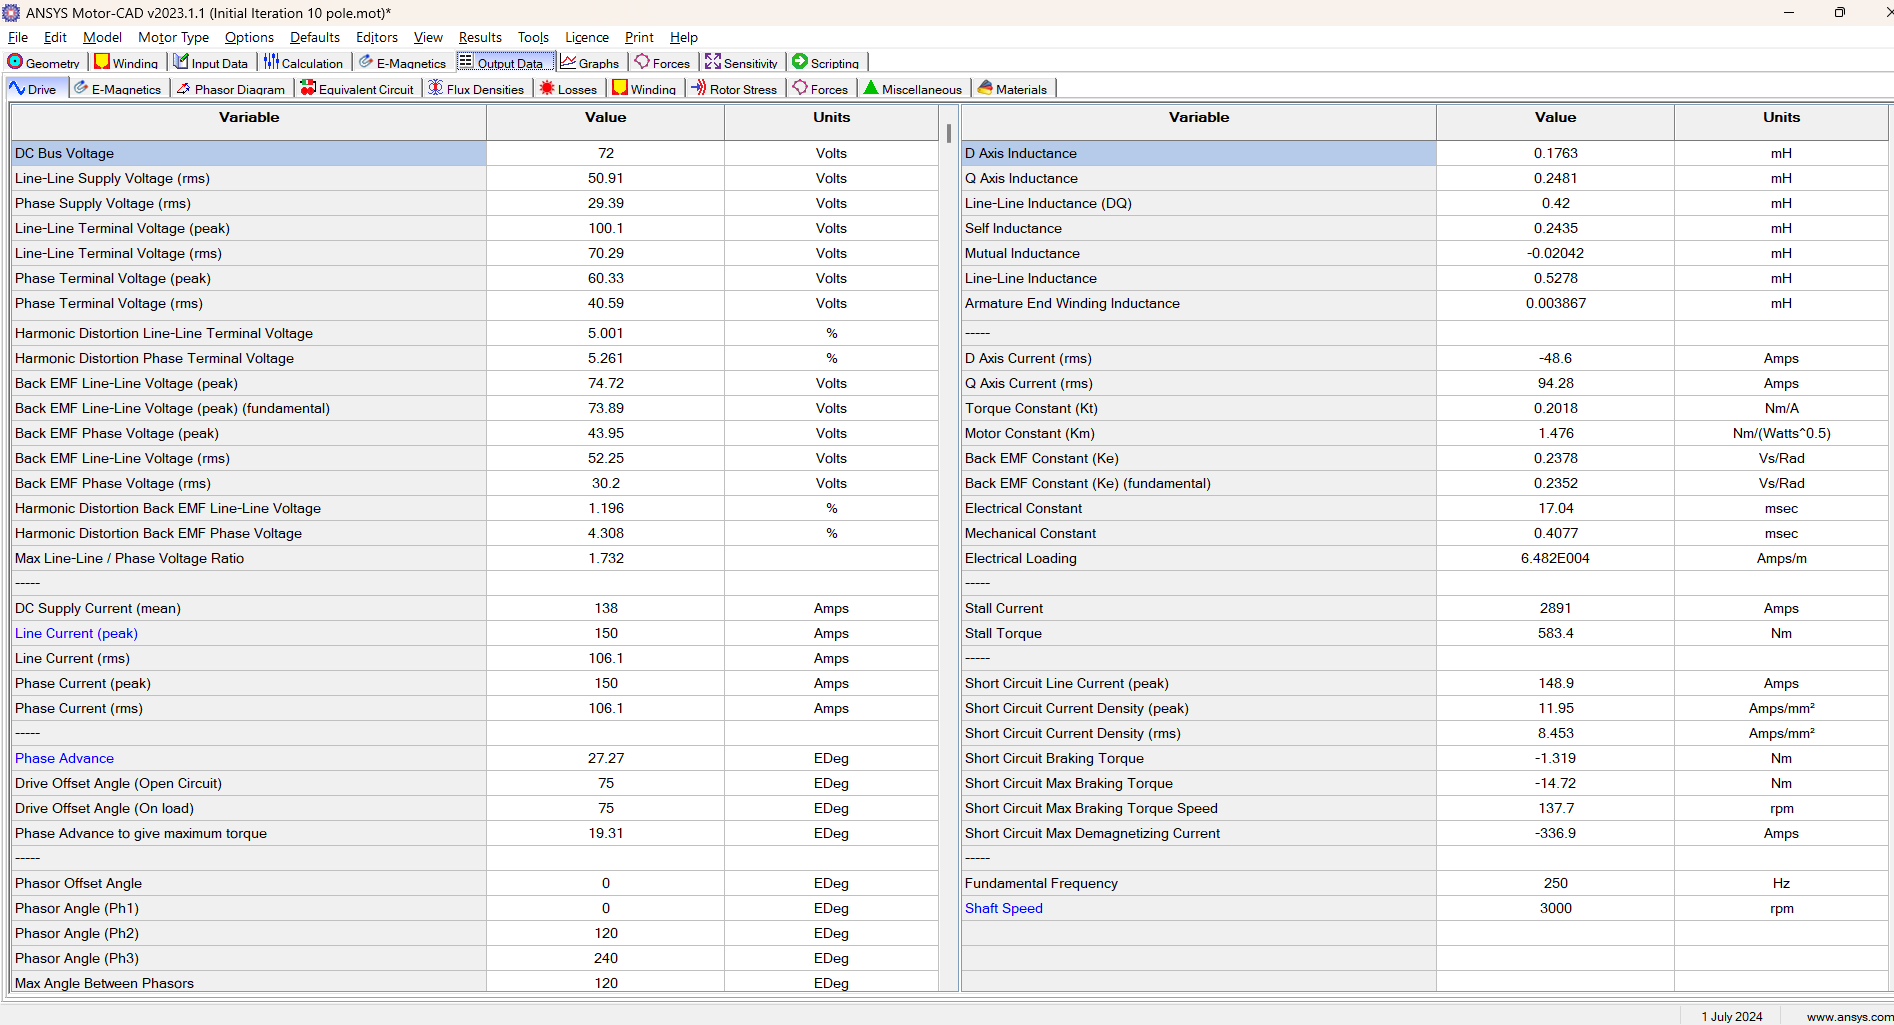 ANSYS Motor-CAD v2023.1.1 (Initial Iteration 10 pole.mot)*
File Edit Model Motor Type Options Defaults Editors View Results Tools Licence Print Help
Geometry Winding Input Data Calculation E-Magnetics Output Data Graphs Forces Sensitivity Scripting
Drive E-Magnetics Phasor Diagram Equivalent Circuit Flux Densities Losses Winding Rotor Stress Forces Miscellaneous Materials
Variable Value Units
DC Bus Voltage 72 Volts
Line-Line Supply Voltage (rms) 50.91 Volts
Phase Supply Voltage (rms) 29.39 Volts
Line-Line Terminal Voltage (peak) 100.1 Volts
Line-Line Terminal Voltage (rms) 70.29 Volts
Phase Terminal Voltage (peak) 60.33 Volts
Phase Terminal Voltage (rms) 40.59 Volts
Harmonic Distortion Line-Line Terminal Voltage 5.001 %
Harmonic Distortion Phase Terminal Voltage 5.261 %
Back EMF Line-Line Voltage (peak) 74.72 Volts
Back EMF Line-Line Voltage (peak) (fundamental) 73.89 Volts
Back EMF Phase Voltage (peak) 43.95 Volts
Back EMF Line-Line Voltage (rms) 52.25 Volts
Back EMF Phase Voltage (rms) 30.2 Volts
Harmonic Distortion Back EMF Line-Line Voltage 1.196 %
Harmonic Distortion Back EMF Phase Voltage 4.308 %
Max Line-Line / Phase Voltage Ratio 1.732
-----
DC Supply Current (mean) 138 Amps
Line Current (peak) 150 Amps
Line Current (rms) 106.1 Amps
Phase Current (peak) 150 Amps
Phase Current (rms) 106.1 Amps
-----
Phase Advance 27.27 EDeg
Drive Offset Angle (Open Circuit) 75 EDeg
Drive Offset Angle (On load) 75 EDeg
Phase Advance to give maximum torque 19.31 EDeg
-----
Phasor Offset Angle 0 EDeg
Phasor Angle (Ph1) 0 EDeg
Phasor Angle (Ph2) 120 EDeg
Phasor Angle (Ph3) 240 EDeg
Max Angle Between Phasors 120 EDeg
Variable Value Units
D Axis Inductance 0.1763 mH
Q Axis Inductance 0.2481 mH
Line-Line Inductance (DQ) 0.42 mH
Self Inductance 0.2435 mH
Mutual Inductance -0.02042 mH
Line-Line Inductance 0.5278 mH
Armature End Winding Inductance 0.003867 mH
-----
D Axis Current (rms) -48.6 Amps
Q Axis Current (rms) 94.28 Amps
Torque Constant (Kt) 0.2018 Nm/A
Motor Constant (Km) 1.476 Nm/(Watts^0.5)
Back EMF Constant (Ke) 0.2378 Vs/Rad
Back EMF Constant (Ke) (fundamental) 0.2352 Vs/Rad
Electrical Constant 17.04 msec
Mechanical Constant 0.4077 msec
Electrical Loading 6.482E004 Amps/m
-----
Stall Current 2891 Amps
Stall Torque 583.4 Nm
-----
Short Circuit Line Current (peak) 148.9 Amps
Short Circuit Current Density (peak) 11.95 Amps/mm²
Short Circuit Current Density (rms) 8.453 Amps/mm²
Short Circuit Braking Torque -1.319 Nm
Short Circuit Max Braking Torque -14.72 Nm
Short Circuit Max Braking Torque Speed 137.7 rpm
Short Circuit Max Demagnetizing Current -336.9 Amps
-----
Fundamental Frequency 250 Hz
Shaft Speed 3000 rpm
1 July 2024 www.ansys.com